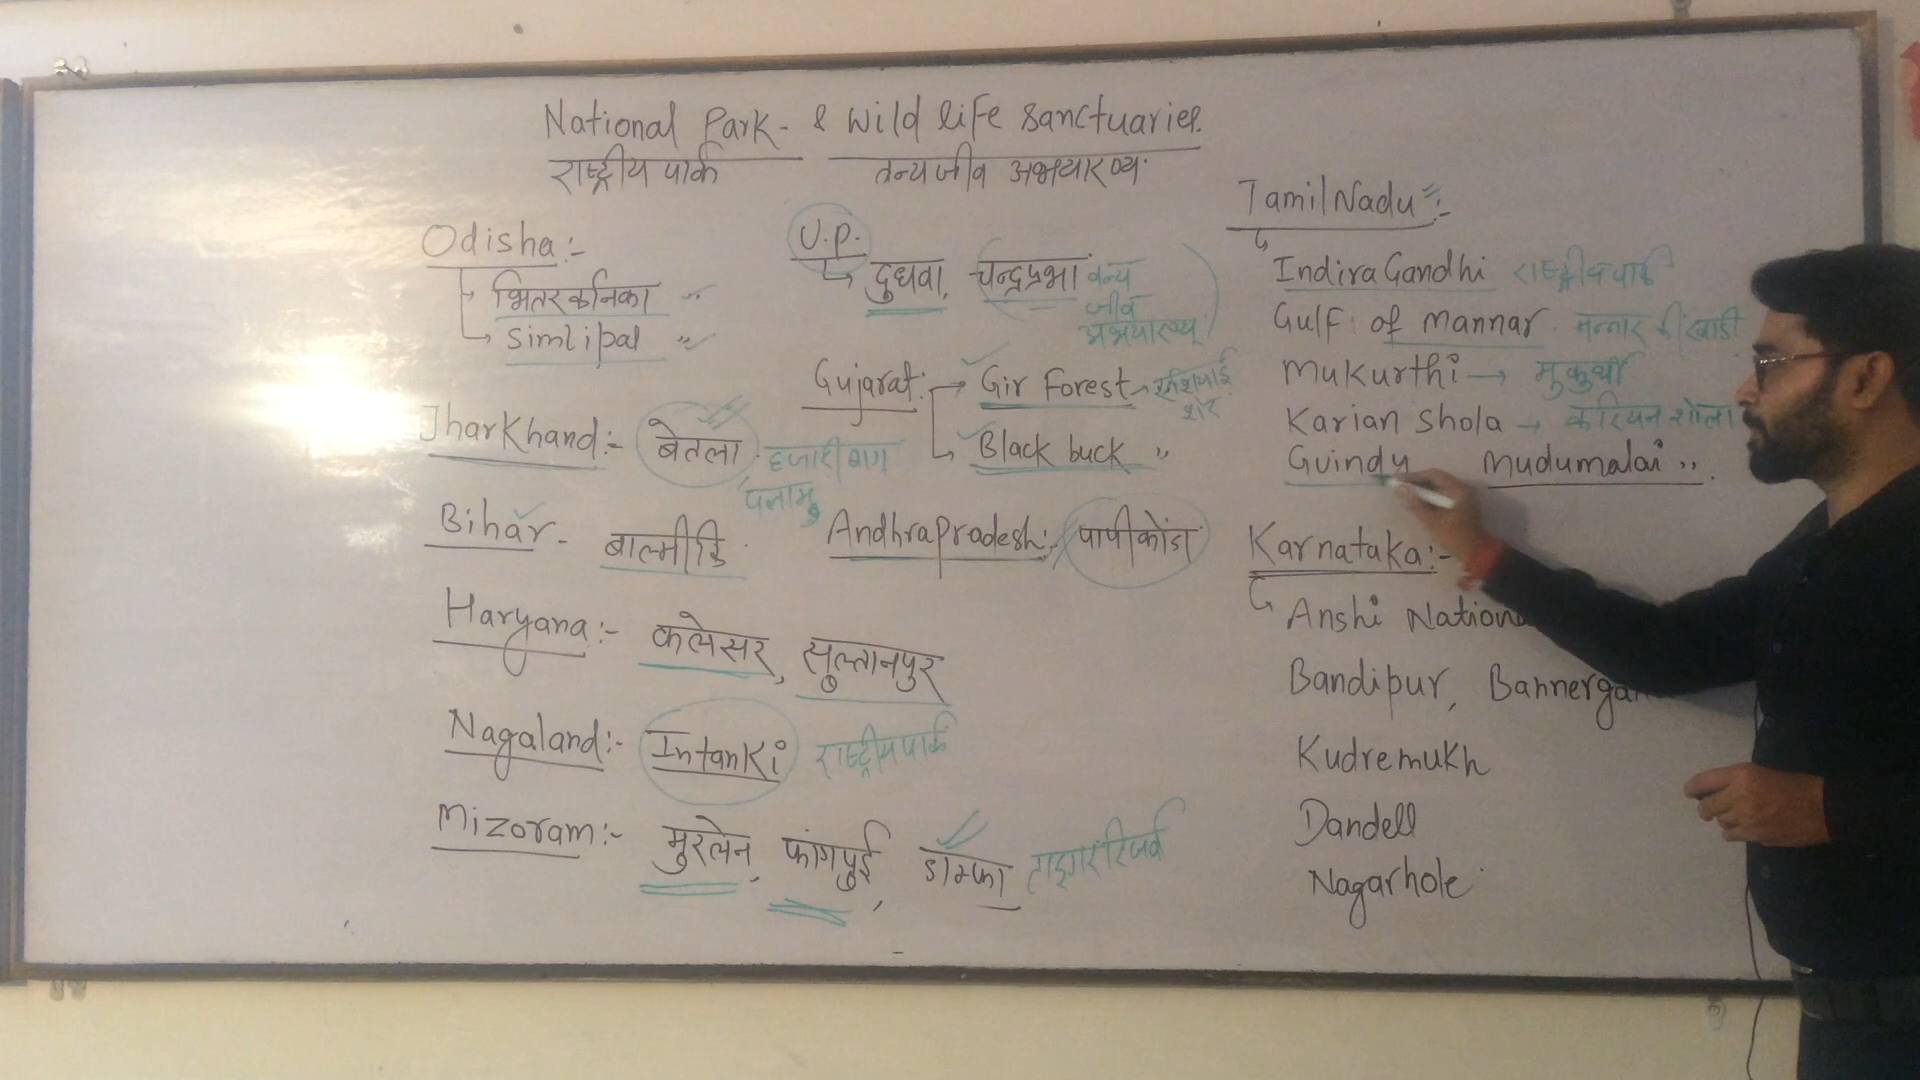 National Park - & Wild life Sanctuaries.
राष्ट्रीय पार्क वन्यजीव अभयारण्य
Odisha:-
भितरकनिका "
Simlipal "
Jharkhand:- बेतला हजारीबाग
पलामू
Bihar - बाल्मीकि
Haryana:- कलेसर, सुल्तानपुर
Nagaland:- Intanki राष्ट्रीय पार्क
Mizoram:- मुरलेन, फांगपुई, डाम्फा टाइगर रिजर्व
U.P.
दुधवा, चन्द्रप्रभा वन्य
जीव
अभयारण्य
Gujarat: Gir Forest → एशियाई
शेर
Black buck "
Andhra Pradesh:- पापीकोंडा
Tamil Nadu:-
Indira Gandhi राष्ट्रीय पार्क
Gulf of Mannar मन्नार की खाडी
Mukurthi → मुकुर्थी
Karian Shola → करियन शोला
Guindy Mudumalai "
Karnataka:-
Anshi Nation
Bandipur, Bannerga
Kudremukh
Dandell
Nagarhole